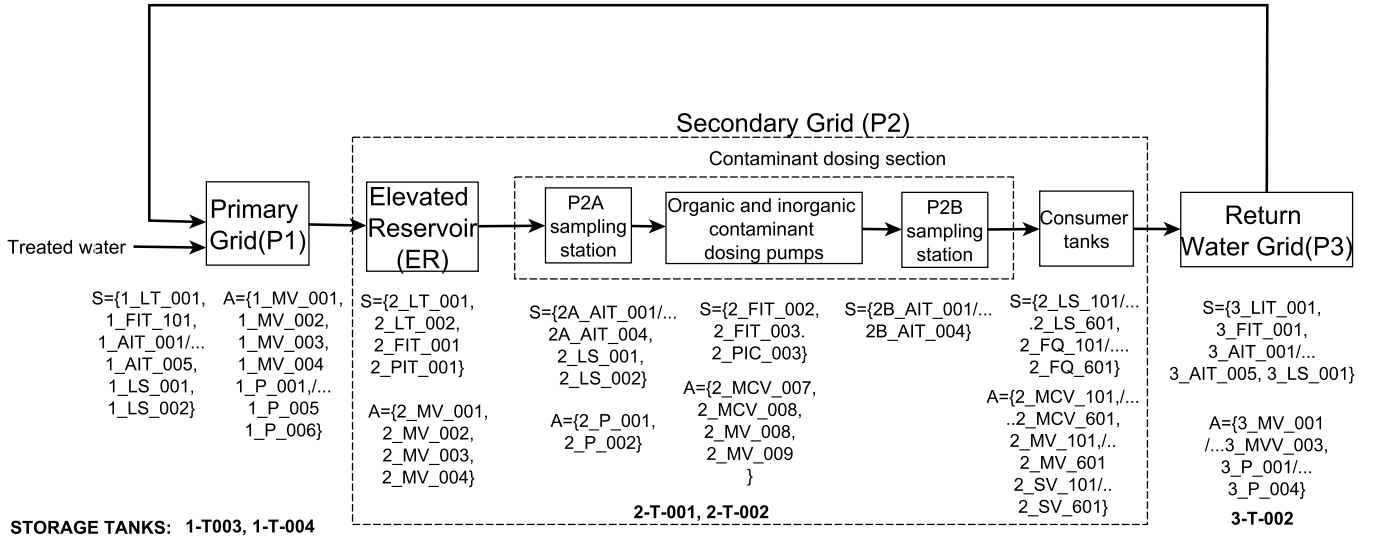 Secondary Grid (P2)
Contaminant dosing section
Treated water
Primary
Grid(P1)
Elevated
Reservoir
(ER)
P2A
sampling
station
Organic and inorganic
contaminant
dosing pumps
P2B
sampling
station
Consumer
tanks
Return
Water Grid(P3)
S={1_LT_001,
1_FIT_101,
1_AIT_001/...
1_AIT_005,
1_LS_001,
1_LS_002}
A={1_MV_001,
1_MV_002,
1_MV_003,
1_MV_004
1_P_001,/...
1_P_005
1_P_006}
S={2_LT_001,
2_LT_002,
2_FIT_001
2_PIT_001}
A={2_MV_001,
2_MV_002,
2_MV_003,
2_MV_004}
S={2A_AIT_001/...
2A_AIT_004,
2_LS_001,
2_LS_002}
A={2_P_001,
2_P_002}
S={2_FIT_002,
2_FIT_003.
2_PIC_003}
A={2_MCV_007,
2_MCV_008,
2_MV_008,
2_MV_009
}
S={2B_AIT_001/...
2B_AIT_004}
S={2_LS_101/...
.2_LS_601,
2_FQ_101/....
2_FQ_601}
A={2_MCV_101,/...
..2_MCV_601,
2_MV_101,/..
2_MV_601
2_SV_101/..
2_SV_601}
S={3_LIT_001,
3_FIT_001,
3_AIT_001/...
3_AIT_005, 3_LS_001}
A={3_MV_001
/...3_MVV_003,
3_P_001/...
3_P_004}
STORAGE TANKS: 1-T003, 1-T-004
2-T-001, 2-T-002
3-T-002